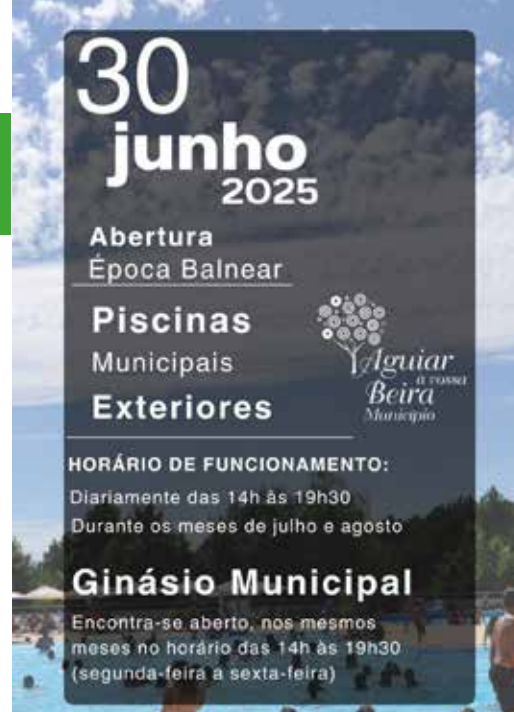 30
junho
2025
Abertura
Época Balnear
Piscinas
Municipais
Exteriores
Aguiar
a nossa
Beira
Município
HORÁRIO DE FUNCIONAMENTO:
Diariamente das 14h às 19h30
Durante os meses de julho e agosto
Ginásio Municipal
Encontra-se aberto, nos mesmos
meses no horário das 14h às 19h30
(segunda-feira a sexta-feira)